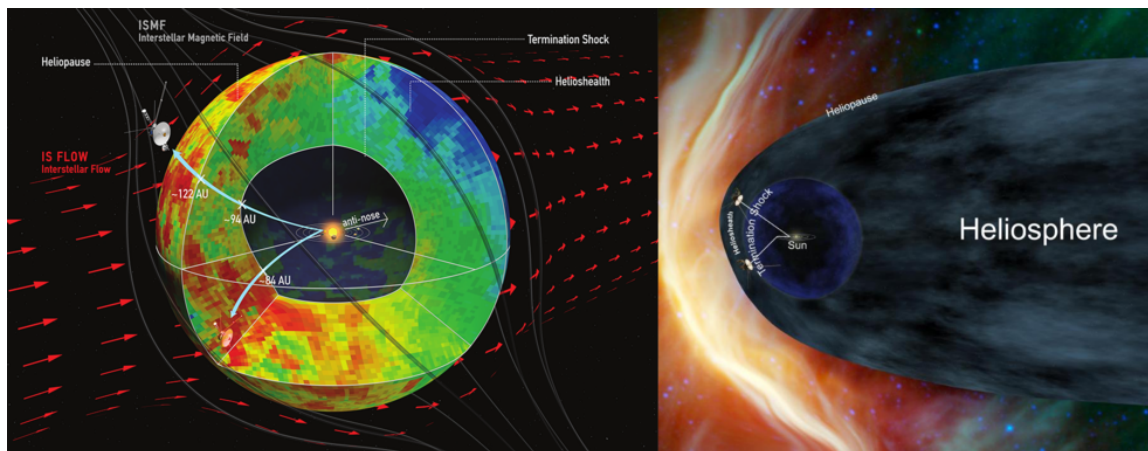 ISMF
Interstellar Magnetic Field
Termination Shock
Heliopause
Helioshealth
IS FLOW
Interstellar Flow
~122 AU
~94 AU
anti-nose
~84 AU
Heliopause
Heliosheath
Termination Shock
Sun
Heliosphere